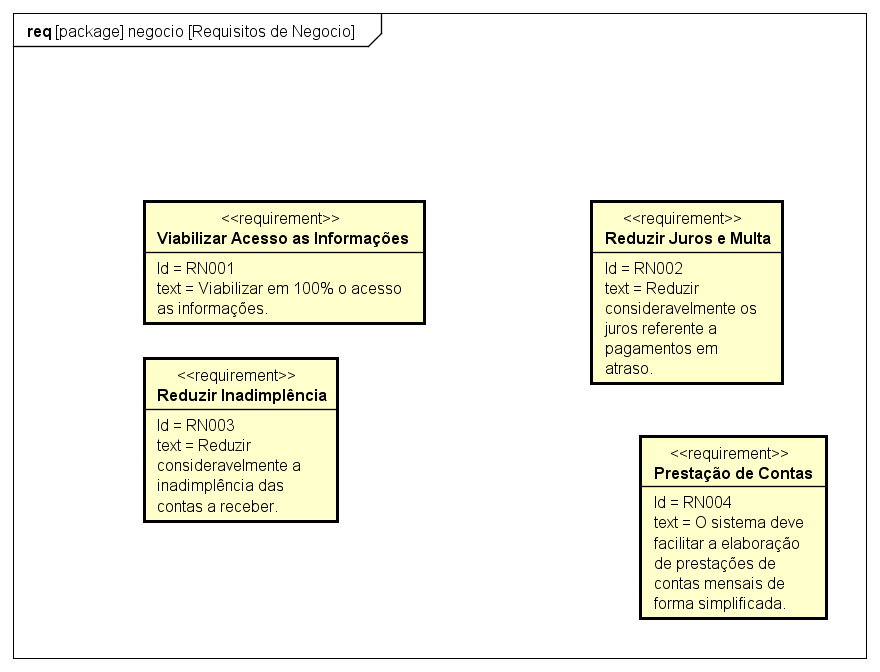 req [package] negocio [Requisitos de Negocio]
<<requirement>>
Viabilizar Acesso as Informações
Id = RN001
text = Viabilizar em 100% o acesso
as informações.
<<requirement>>
Reduzir Juros e Multa
Id = RN002
text = Reduzir
consideravelmente os
juros referente a
pagamentos em
atraso.
<<requirement>>
Reduzir Inadimplência
Id = RN003
text = Reduzir
consideravelmente a
inadimplência das
contas a receber.
<<requirement>>
Prestação de Contas
Id = RN004
text = O sistema deve
facilitar a elaboração
de prestações de
contas mensais de
forma simplificada.